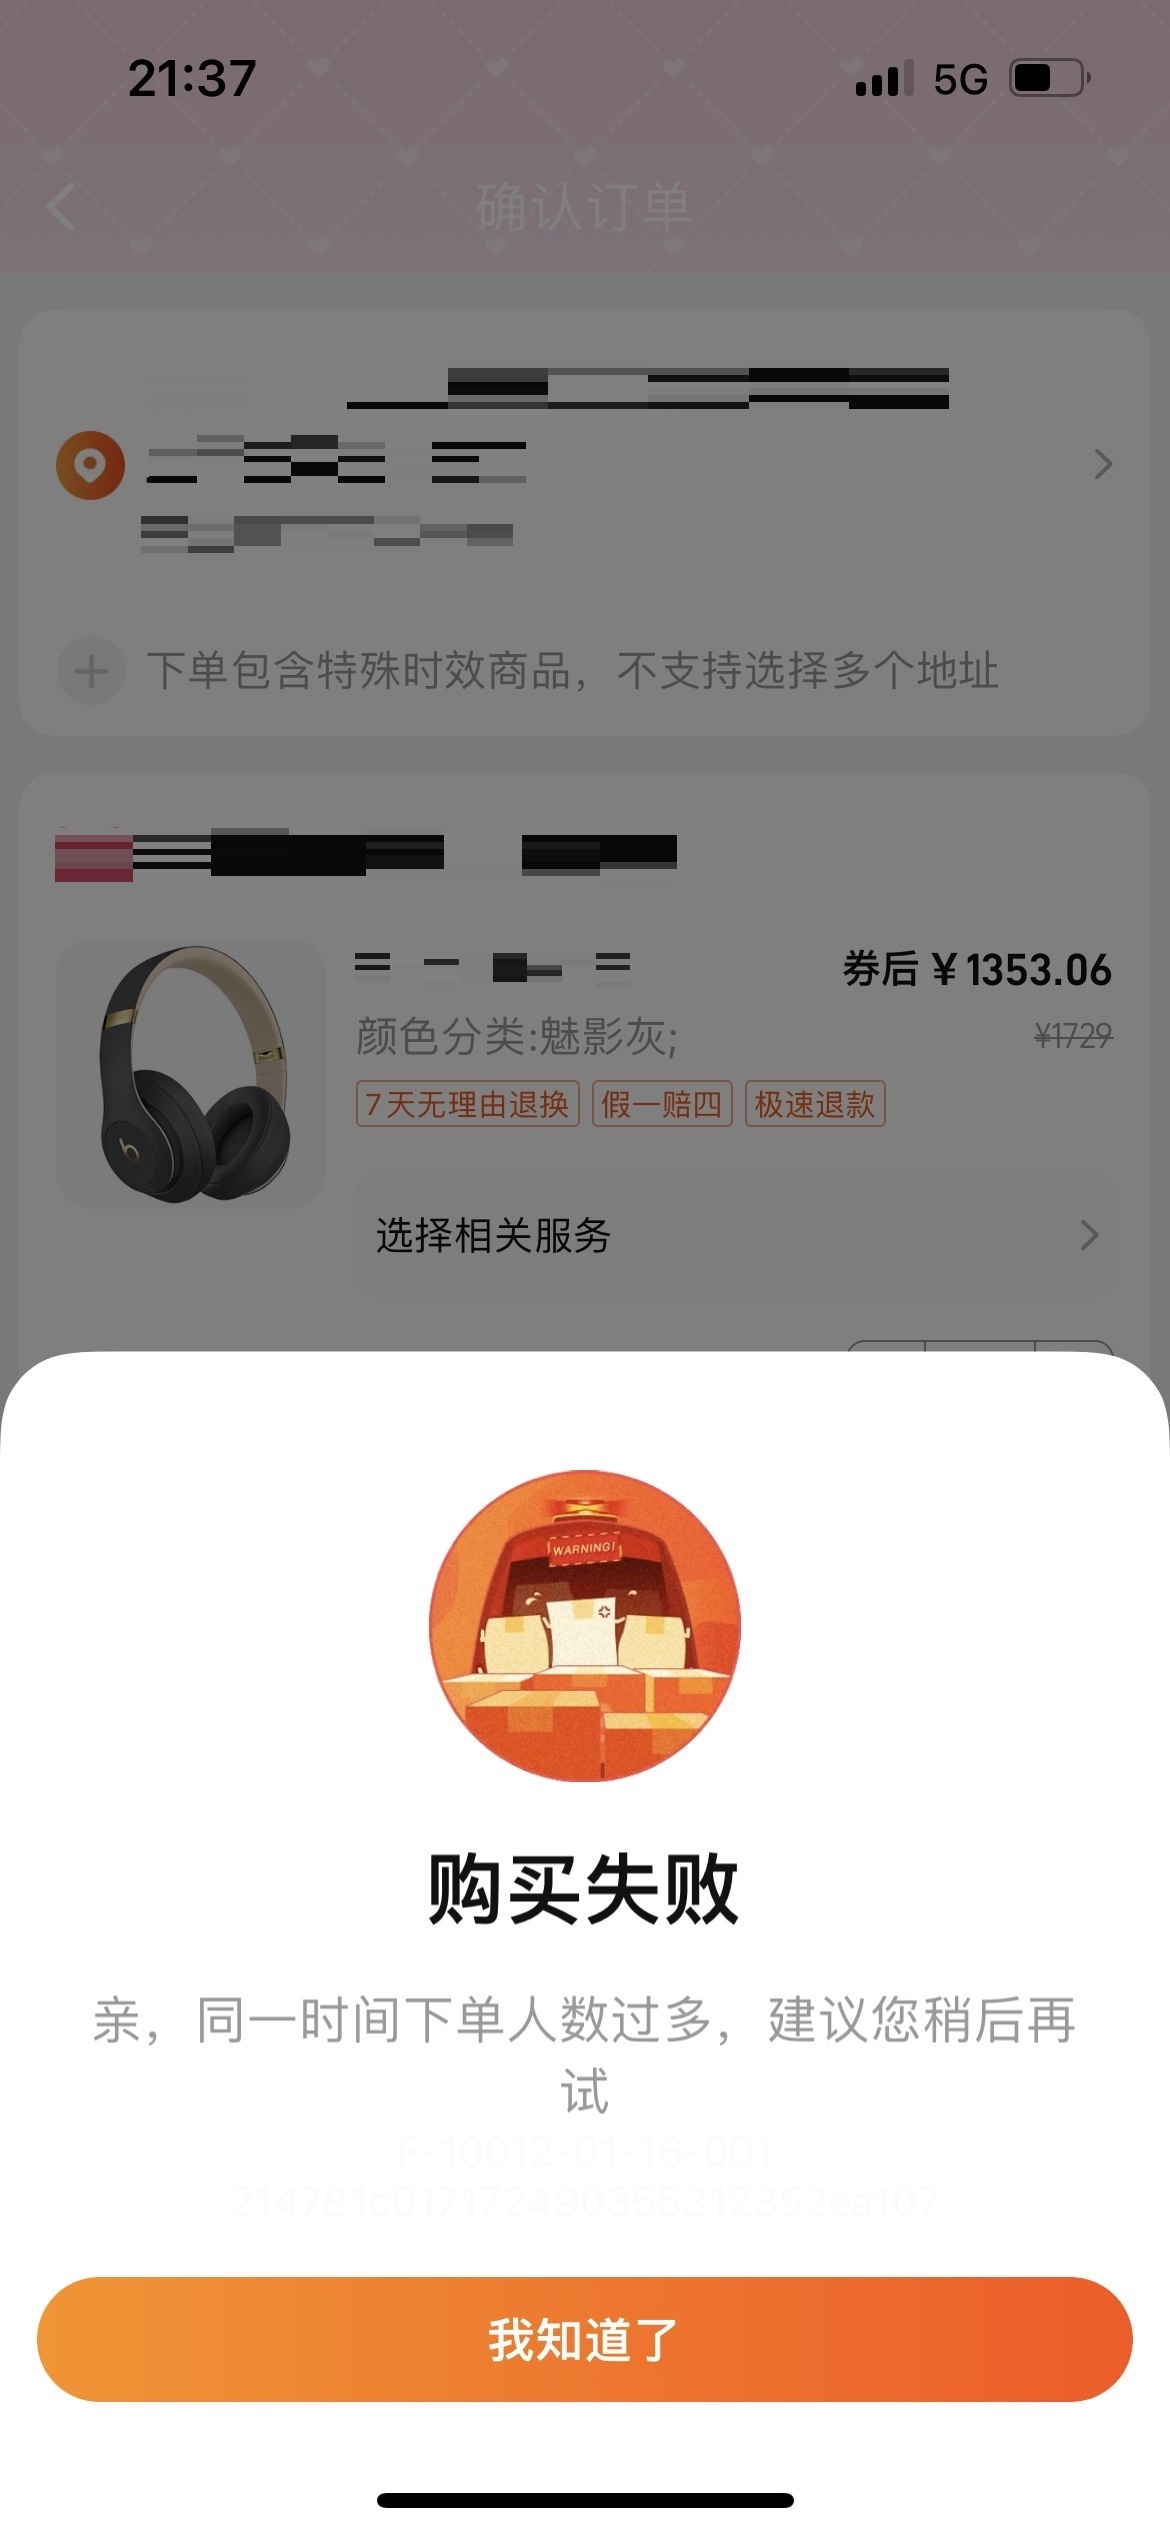 21:37
5G
确认订单
下单包含特殊时效商品，不支持选择多个地址
券后 ¥1353.06
颜色分类:魅影灰;
¥1729
7天无理由退换 假一赔四 极速退款
选择相关服务
WARNING!
购买失败
亲，同一时间下单人数过多，建议您稍后再
试
F-10012-01-16-001
214781c017172490355312352ea107
我知道了